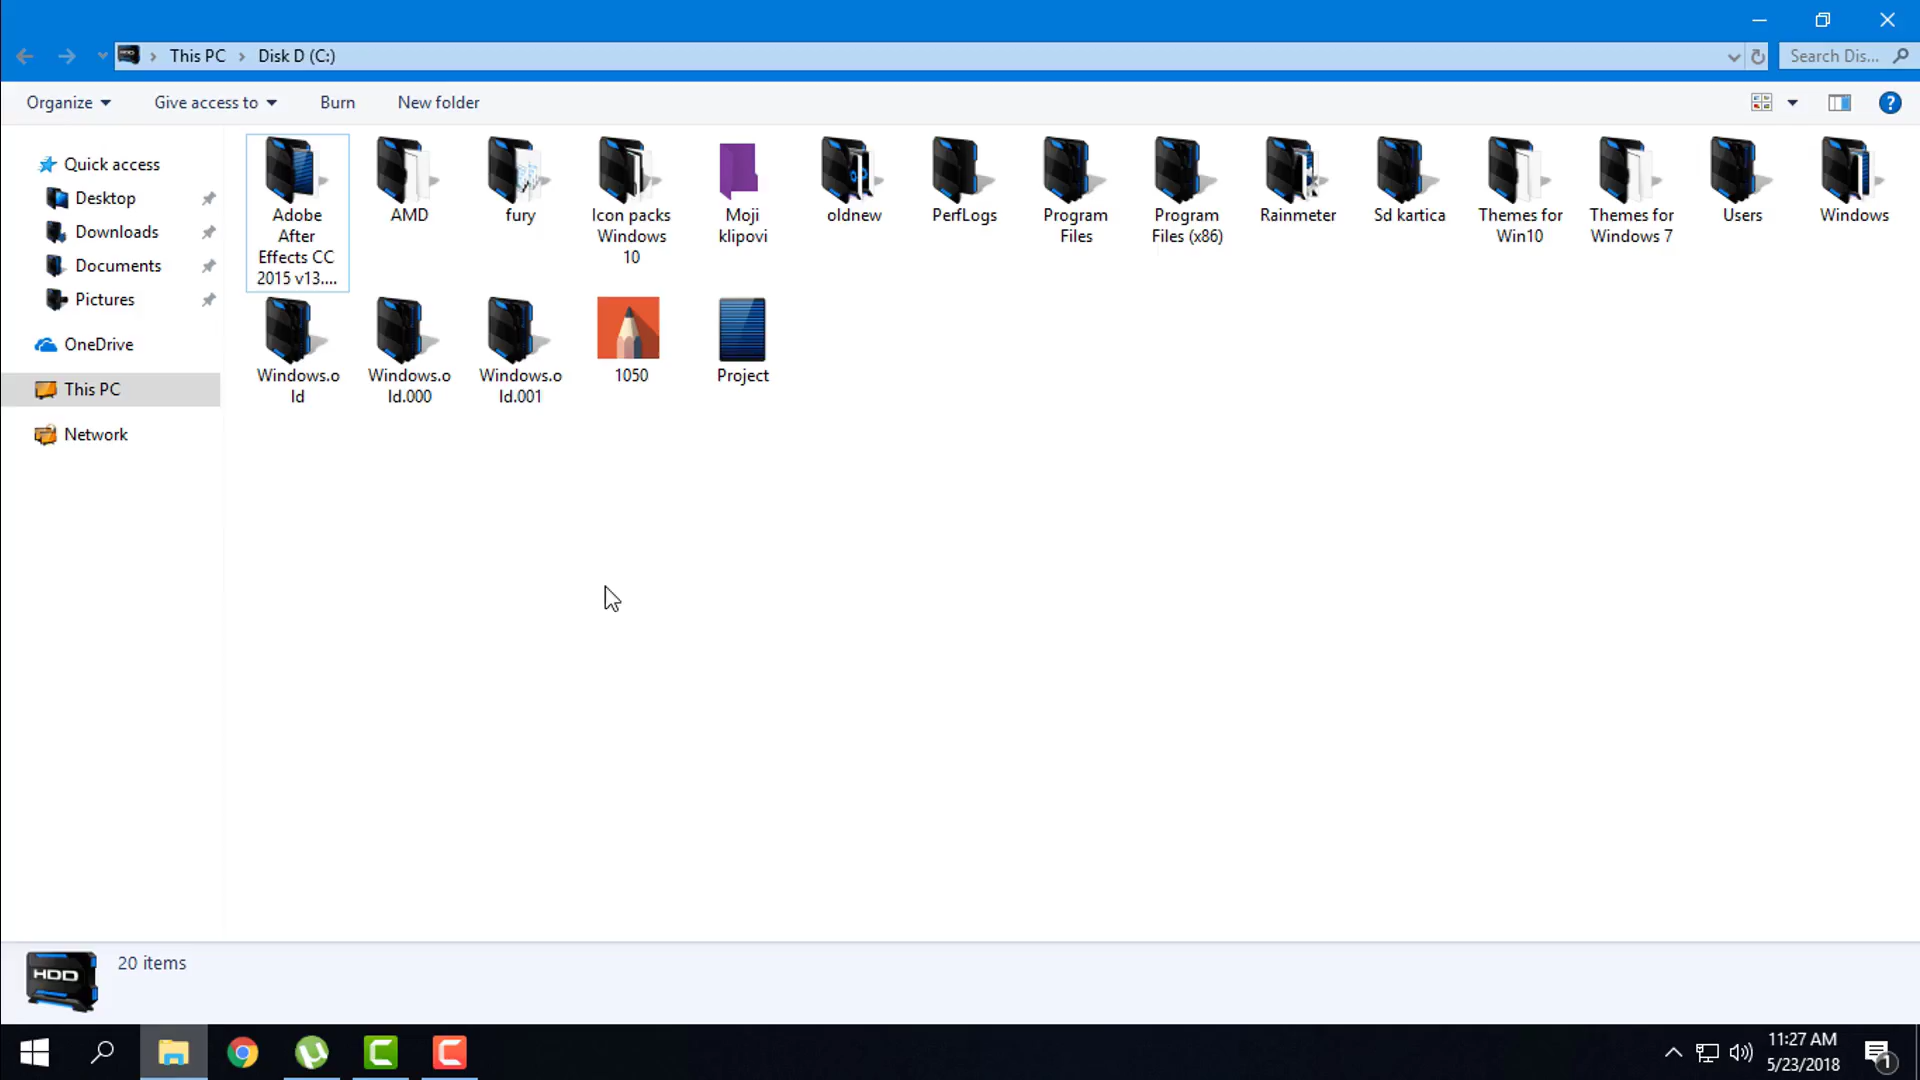 This PC > Disk D (C:)
Search Dis...
Organize
Give access to
Burn
New folder
?
Quick access
Desktop
Downloads
Documents
Pictures
OneDrive
This PC
Network
Adobe
After
Effects CC
2015 v13....
AMD
fury
Icon packs
Windows
10
Moji
klipovi
oldnew
PerfLogs
Program
Files
Program
Files (x86)
Rainmeter
Sd kartica
Themes for
Win10
Themes for
Windows 7
Users
Windows
Windows.o
ld
Windows.o
ld.000
Windows.o
ld.001
1050
Project
HDD
20 items
11:27 AM
5/23/2018
1